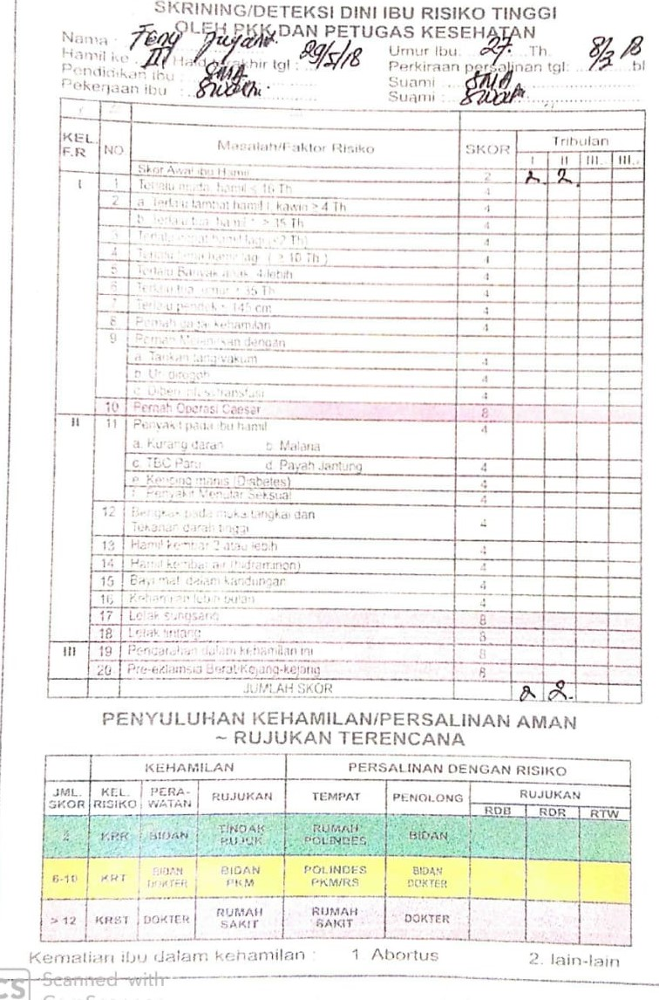 SKRINING/DETEKSI DINI IBU RISIKO TINGGI
OLEH PKK DAN PETUGAS KESEHATAN
Nama : Feny
Umur Ibu: 27. Th.
Hamil ke III Haid terakhir tgl : 29/5/18
Perkiraan persalinan tgl: 8/3 bl
Pendidikan ibu : SMA
Suami : SMA
Pekerjaan ibu : Swasta
Suami : Swasta
KEL. F.R NO Masalah/Faktor Risiko SKOR Tribulan
I II III.. III..
Skor Awal Ibu Hamil 2 2. 2.
I 1 Terlalu muda, hamil ≤ 16 Th 4
2 a. Terlalu lambat hamil I, kawin ≥ 4 Th 4
b. Terlalu tua, hamil I ≥ 35 Th 4
3 Terlalu cepat hamil lagi (<2 Th) 4
4 Terlalu lama hamil lagi ( ≥ 10 Th ) 4
5 Terlalu Banyak anak, 4 lebih 4
6 Terlalu tua, umur ≥ 35 Th 4
7 Terlalu pendek ≤ 145 cm 4
8 Pernah gagal kehamilan 4
9 Pernah Melahirkan dengan
a. Tarikan tang/vakum 4
b. Uri dirogoh 4
c. Diberi infus/transfusi 4
10 Pernah Operasi Caesar 8
II 11 Penyakit pada ibu hamil 4
a. Kurang darah b. Malaria
c. TBC Paru d. Payah Jantung 4
e. Kencing manis (Diabetes) 4
f. Penyakit Menular Seksual 4
12 Bengkak pada muka/tungkai dan
Tekanan darah tinggi 4
13 Hamil kembar 2 atau lebih 4
14 Hamil kembar air (hidramnion) 4
15 Bayi mati dalam kandungan 4
16 Kehamilan lebih bulan 4
17 Letak sungsang 8
18 Letak lintang 8
III 19 Pendarahan dalam kehamilan ini 8
20 Pre-eklamsia Berat/Kejang-kejang 8
JUMLAH SKOR 2 2.
PENYULUHAN KEHAMILAN/PERSALINAN AMAN
~ RUJUKAN TERENCANA
KEHAMILAN PERSALINAN DENGAN RISIKO
JML. SKOR KEL. RISIKO PERA-WATAN RUJUKAN TEMPAT PENOLONG RUJUKAN
RDB RDR RTW
2 KRR BIDAN TIDAK DIRUJUK RUMAH POLINDES BIDAN
6-10 KRT BIDAN DOKTER BIDAN PKM POLINDES PKM/RS BIDAN DOKTER
> 12 KRST DOKTER RUMAH SAKIT RUMAH SAKIT DOKTER
Kematian ibu dalam kehamilan : 1 Abortus 2. lain-lain
CS Scanned with